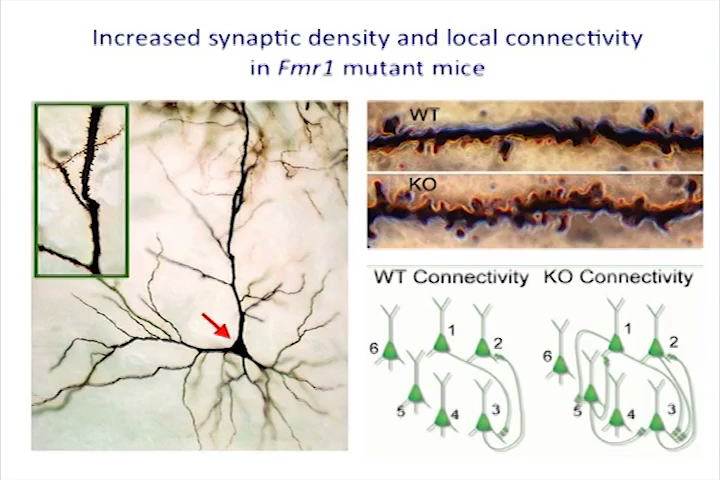 Increased synaptic density and local connectivity
in Fmr1 mutant mice
WT
KO
WT Connectivity
1
2
3
4
5
6
KO Connectivity
1
2
3
4
5
6